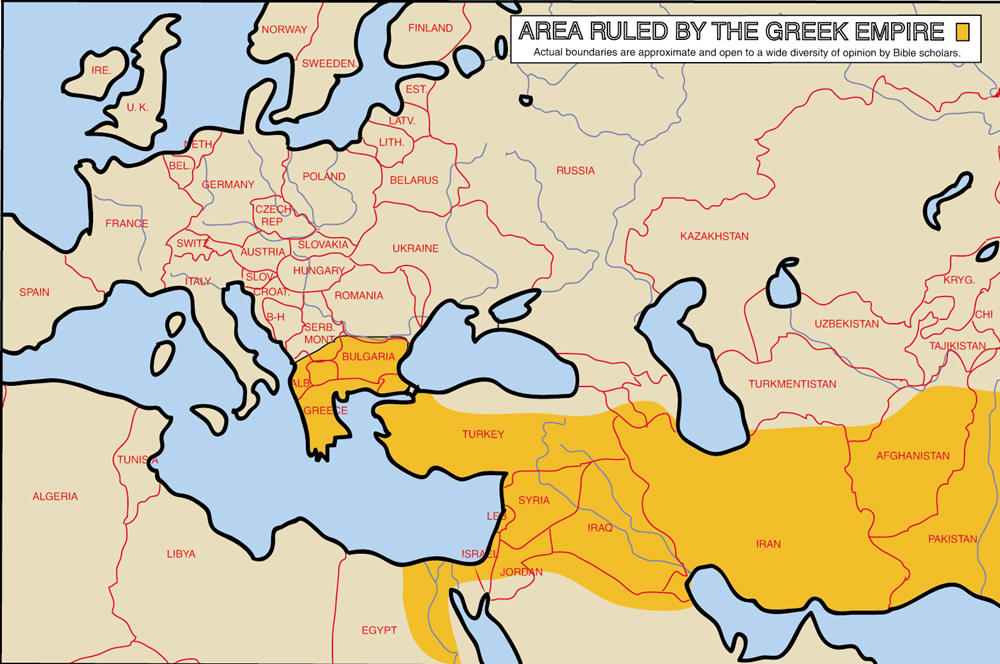 AREA RULED BY THE GREEK EMPIRE
Actual boundaries are approximate and open to a wide diversity of opinion by Bible scholars.
NORWAY
FINLAND
SWEEDEN
IRE.
U. K.
EST.
LATV.
LITH.
NETH
BEL.
GERMANY
POLAND
BELARUS
RUSSIA
FRANCE
CZECH
REP
SWITZ
AUSTRIA
SLOVAKIA
UKRAINE
KAZAKHSTAN
SPAIN
ITALY
SLOV
HUNGARY
CROAT.
ROMANIA
KRYG.
B-H
SERB.
MONT
UZBEKISTAN
CHI
TAJIKISTAN
BULGARIA
ALB
TURKMENTISTAN
GREECE
TURKEY
TUNISIA
AFGHANISTAN
ALGERIA
SYRIA
LEB
IRAQ
LIBYA
ISRAEL
IRAN
PAKISTAN
JORDAN
EGYPT